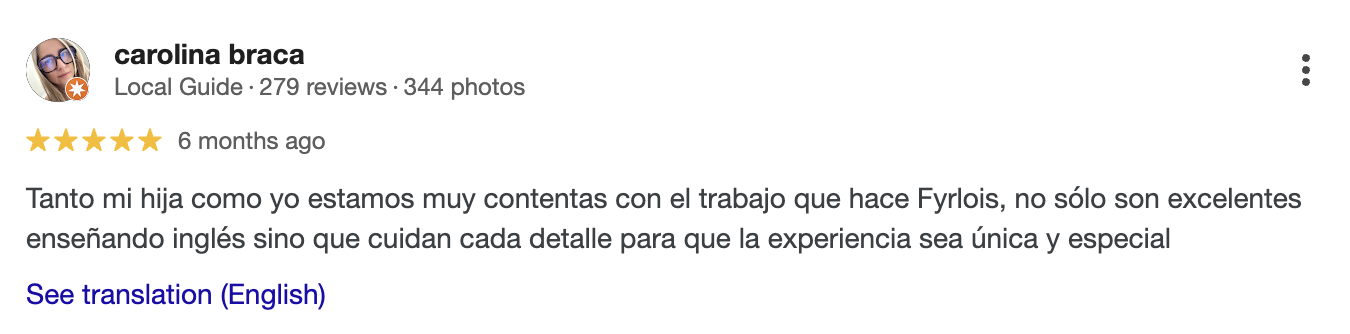 carolina braca
Local Guide · 279 reviews · 344 photos
6 months ago
Tanto mi hija como yo estamos muy contentas con el trabajo que hace Fyrlois, no sólo son excelentes
enseñando inglés sino que cuidan cada detalle para que la experiencia sea única y especial
See translation (English)